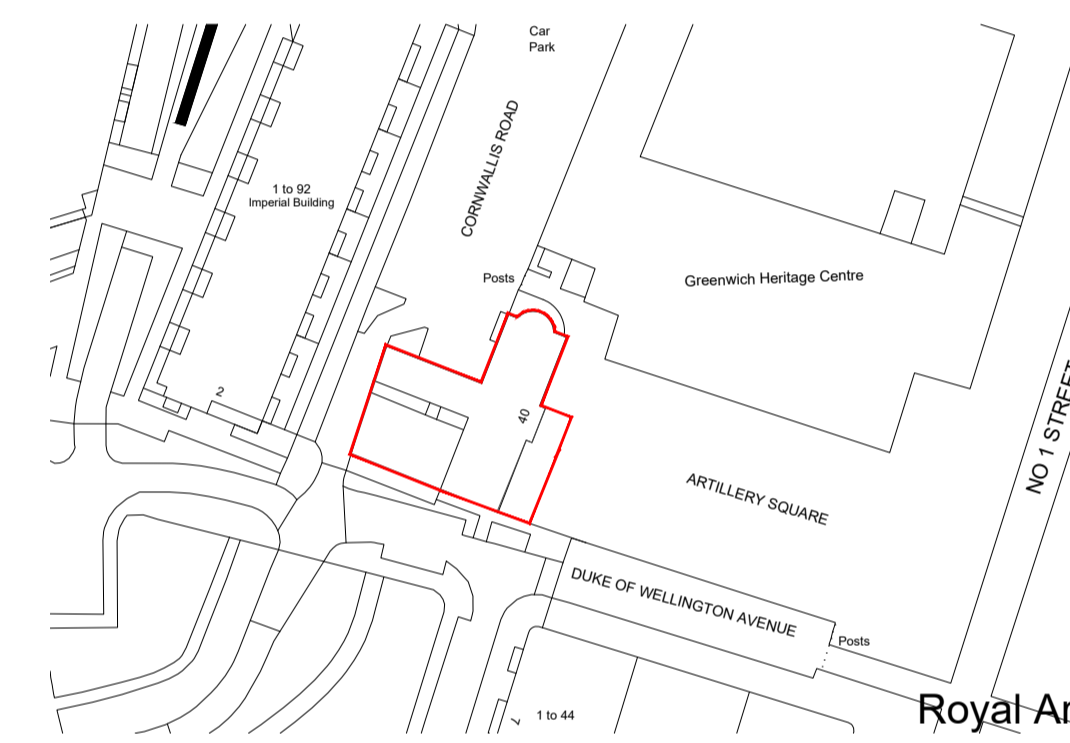 Car
Park
CORNWALLIS ROAD
1 to 92
Imperial Building
Posts
Greenwich Heritage Centre
NO 1 STREET
2
40
ARTILLERY SQUARE
DUKE OF WELLINGTON AVENUE
Posts
7
1 to 44
Royal Ar